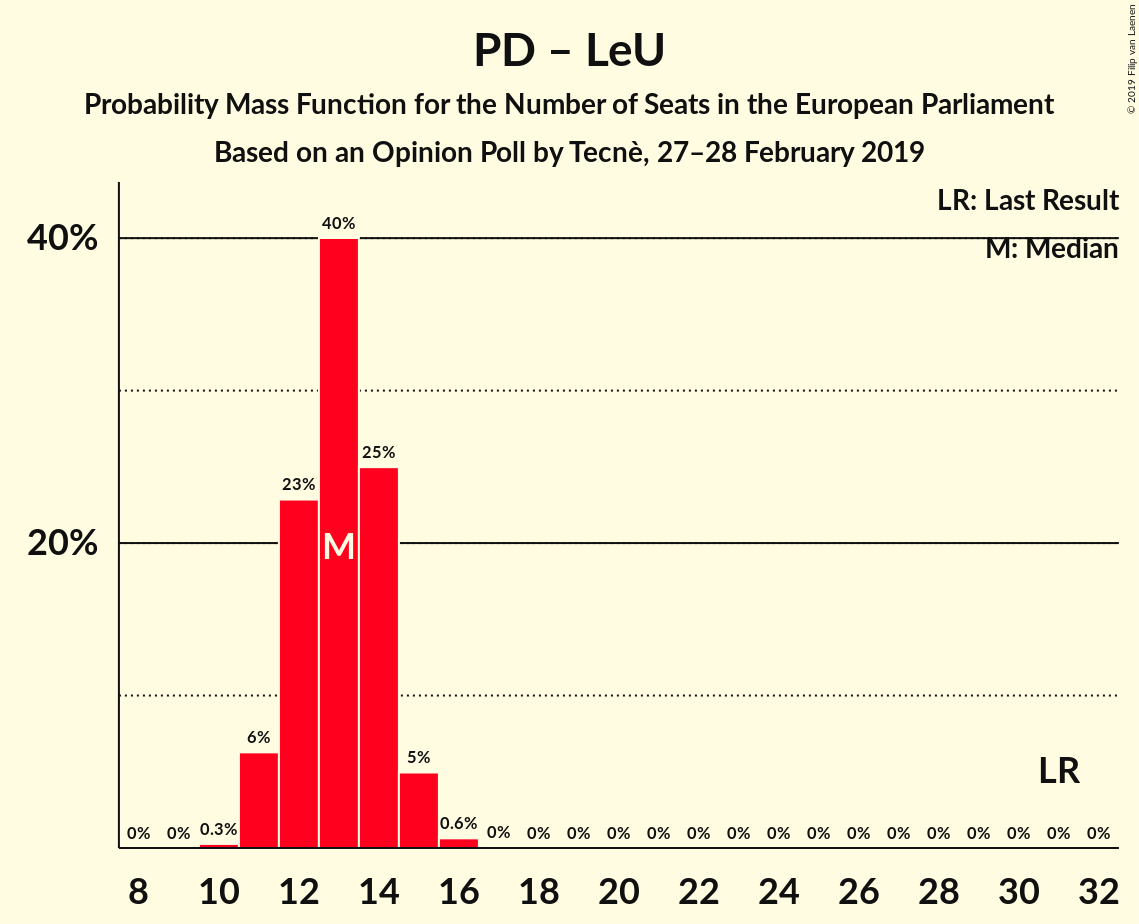 PD – LeU
Probability Mass Function for the Number of Seats in the European Parliament
Based on an Opinion Poll by Tecnè, 27–28 February 2019
© 2019 Filip van Laenen
LR: Last Result
M: Median
40%
20%
40%
25%
23%
M
6%
5%
LR
0% 0% 0.3% 0.6% 0% 0% 0% 0% 0% 0% 0% 0% 0% 0% 0% 0% 0% 0% 0% 0%
8 10 12 14 16 18 20 22 24 26 28 30 32